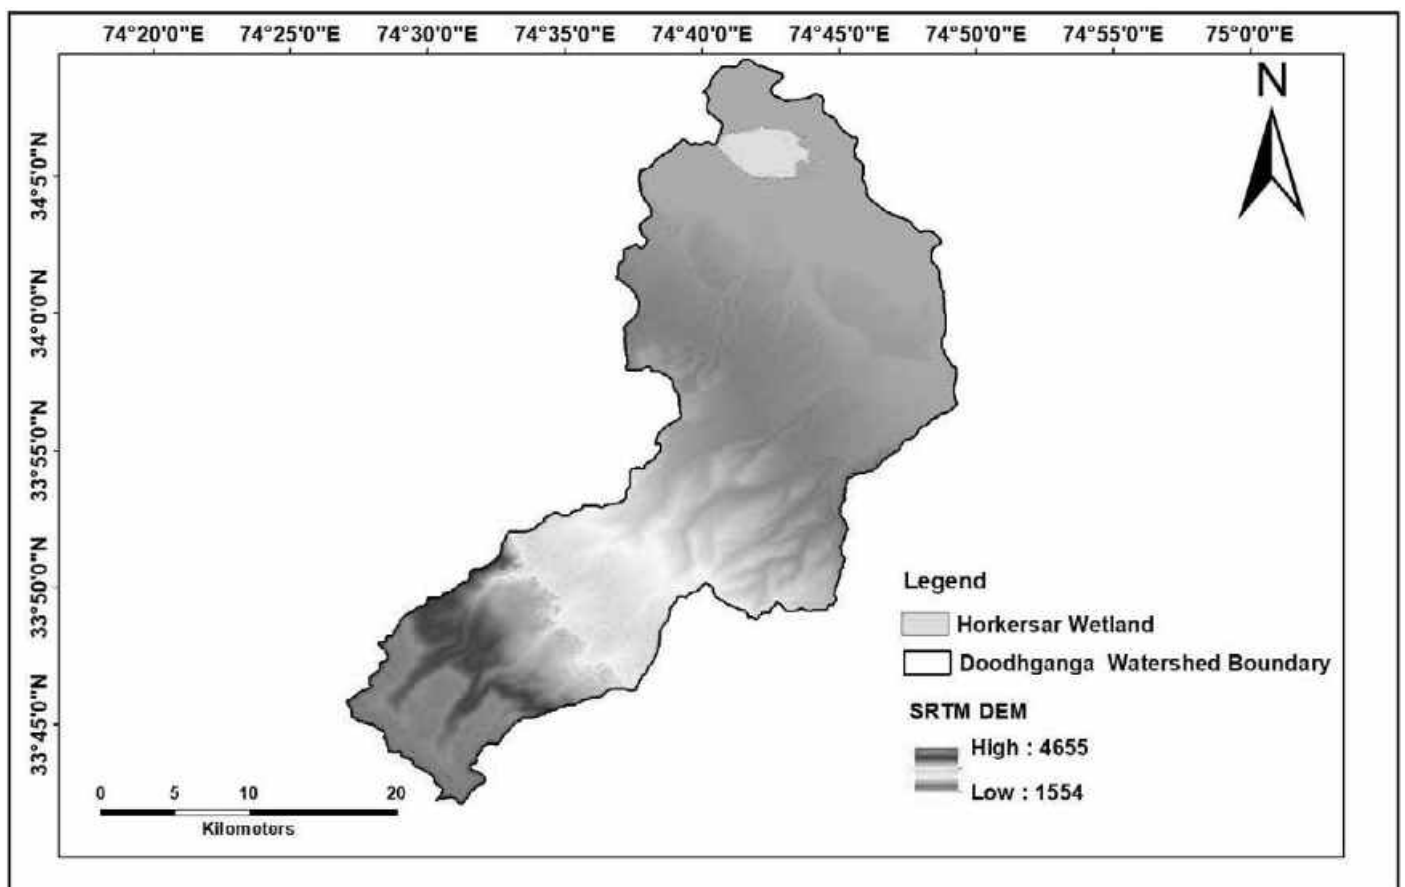 74°20'0"E 74°25'0"E 74°30'0"E 74°35'0"E 74°40'0"E 74°45'0"E 74°50'0"E 74°55'0"E 75°0'0"E
N
34°5'0"N
34°0'0"N
33°55'0"N
33°50'0"N
33°45'0"N
Legend
Horkersar Wetland
Doodhganga Watershed Boundary
SRTM DEM
High : 4655
Low : 1554
0 5 10 20
Kilometers